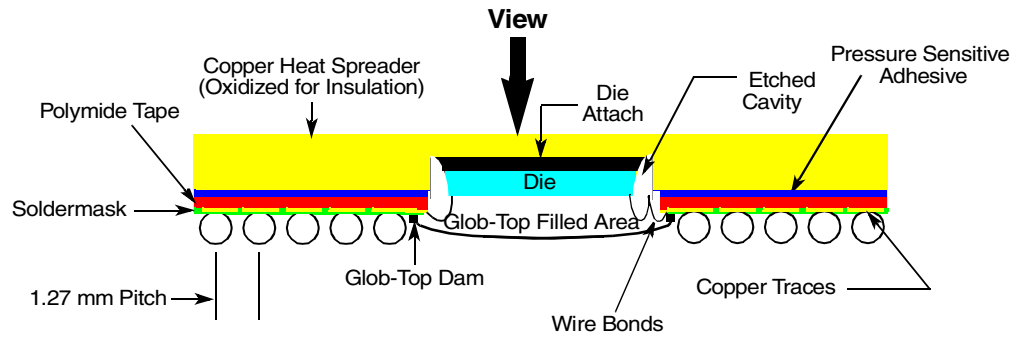 View
Copper Heat Spreader
(Oxidized for Insulation)
Pressure Sensitive
Adhesive
Die
Attach
Etched
Cavity
Polymide Tape
Die
Soldermask
Glob-Top Filled Area
Glob-Top Dam
Copper Traces
1.27 mm Pitch
Wire Bonds